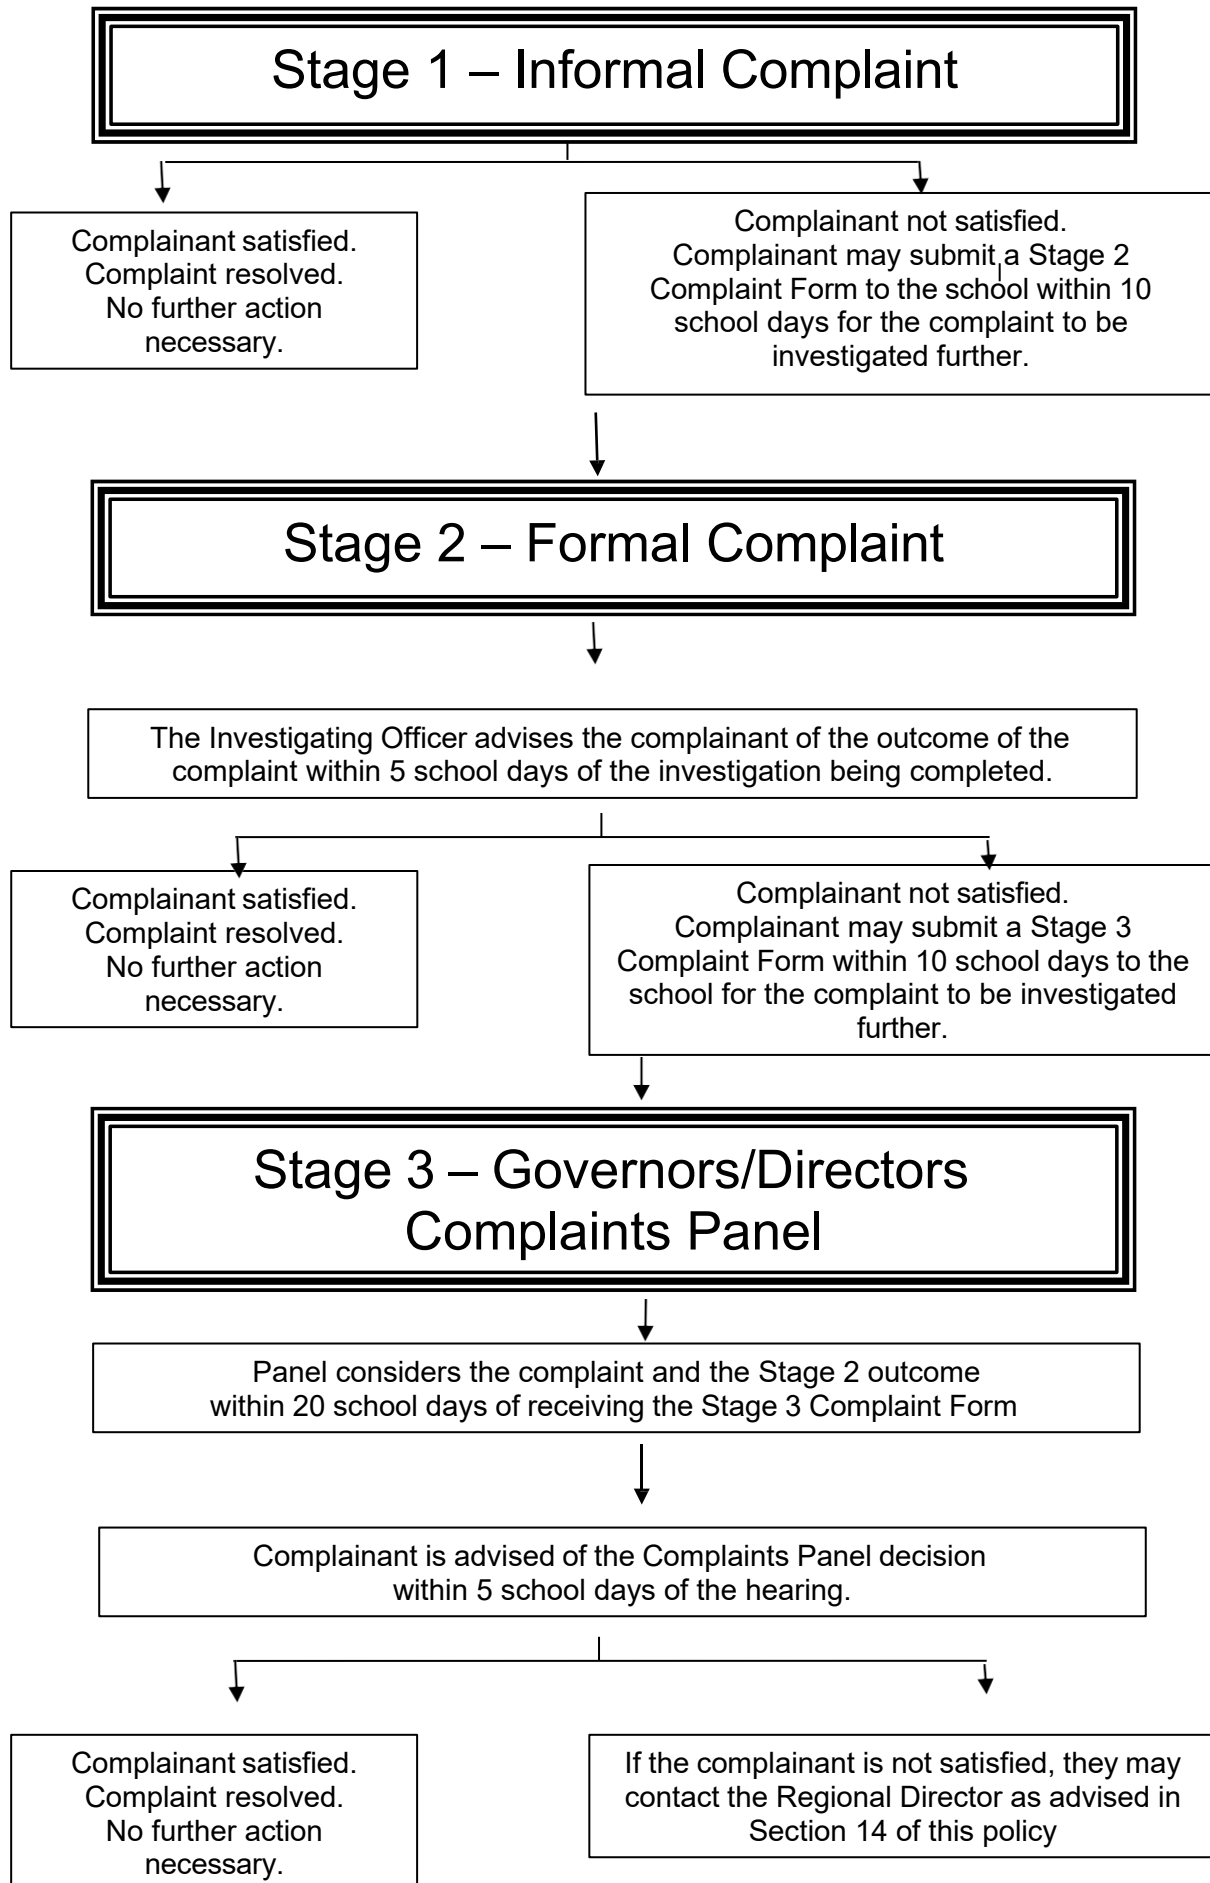 Stage 1 – Informal Complaint
Complainant satisfied.
Complaint resolved.
No further action
necessary.
Complainant not satisfied.
Complainant may submit a Stage 2
Complaint Form to the school within 10
school days for the complaint to be
investigated further.
Stage 2 – Formal Complaint
The Investigating Officer advises the complainant of the outcome of the
complaint within 5 school days of the investigation being completed.
Complainant satisfied.
Complaint resolved.
No further action
necessary.
Complainant not satisfied.
Complainant may submit a Stage 3
Complaint Form within 10 school days to the
school for the complaint to be investigated
further.
Stage 3 – Governors/Directors
Complaints Panel
Panel considers the complaint and the Stage 2 outcome
within 20 school days of receiving the Stage 3 Complaint Form
Complainant is advised of the Complaints Panel decision
within 5 school days of the hearing.
Complainant satisfied.
Complaint resolved.
No further action
necessary.
If the complainant is not satisfied, they may
contact the Regional Director as advised in
Section 14 of this policy